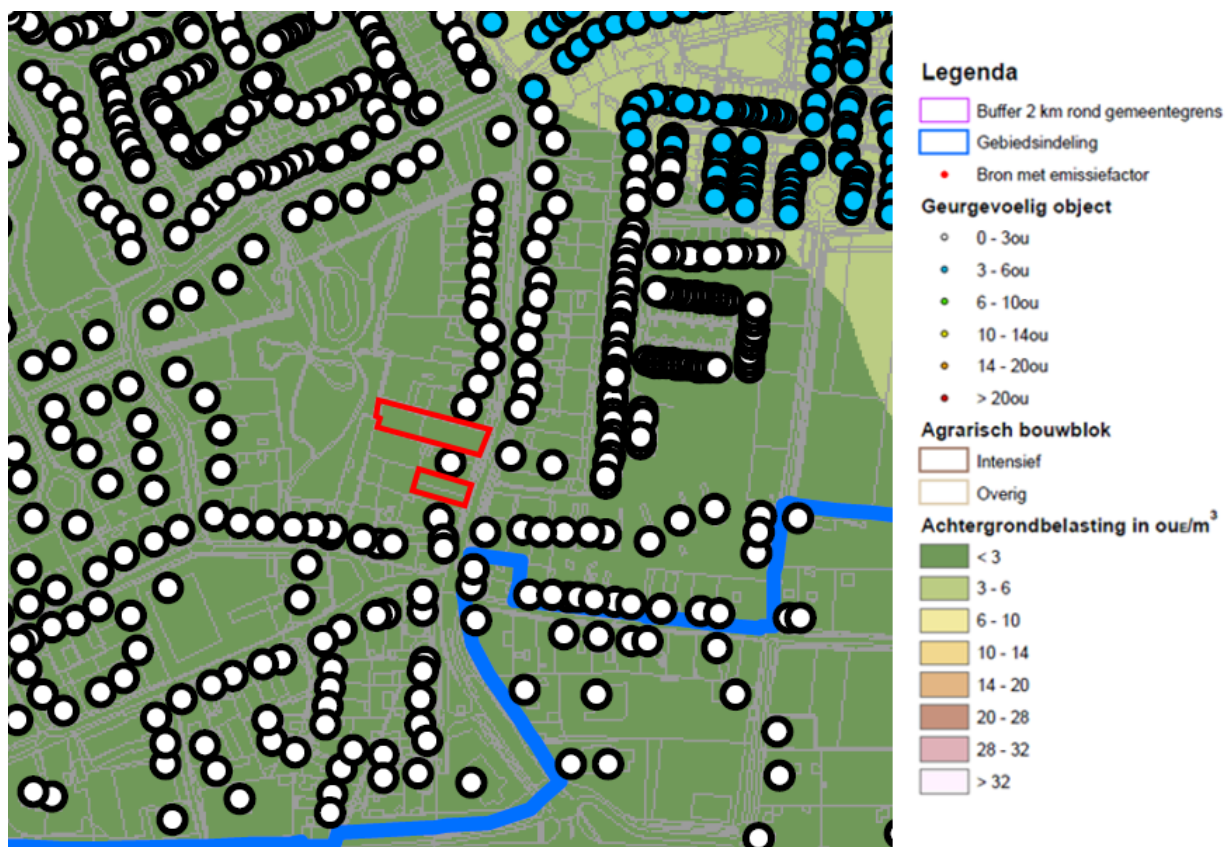 Legenda
Buffer 2 km rond gemeentegrens
Gebiedsindeling
Bron met emissiefactor
Geurgevoelig object
0 - 3ou
3 - 6ou
6 - 10ou
10 - 14ou
14 - 20ou
> 20ou
Agrarisch bouwblok
Intensief
Overig
Achtergrondbelasting in ouᴇ/m³
< 3
3 - 6
6 - 10
10 - 14
14 - 20
20 - 28
28 - 32
> 32